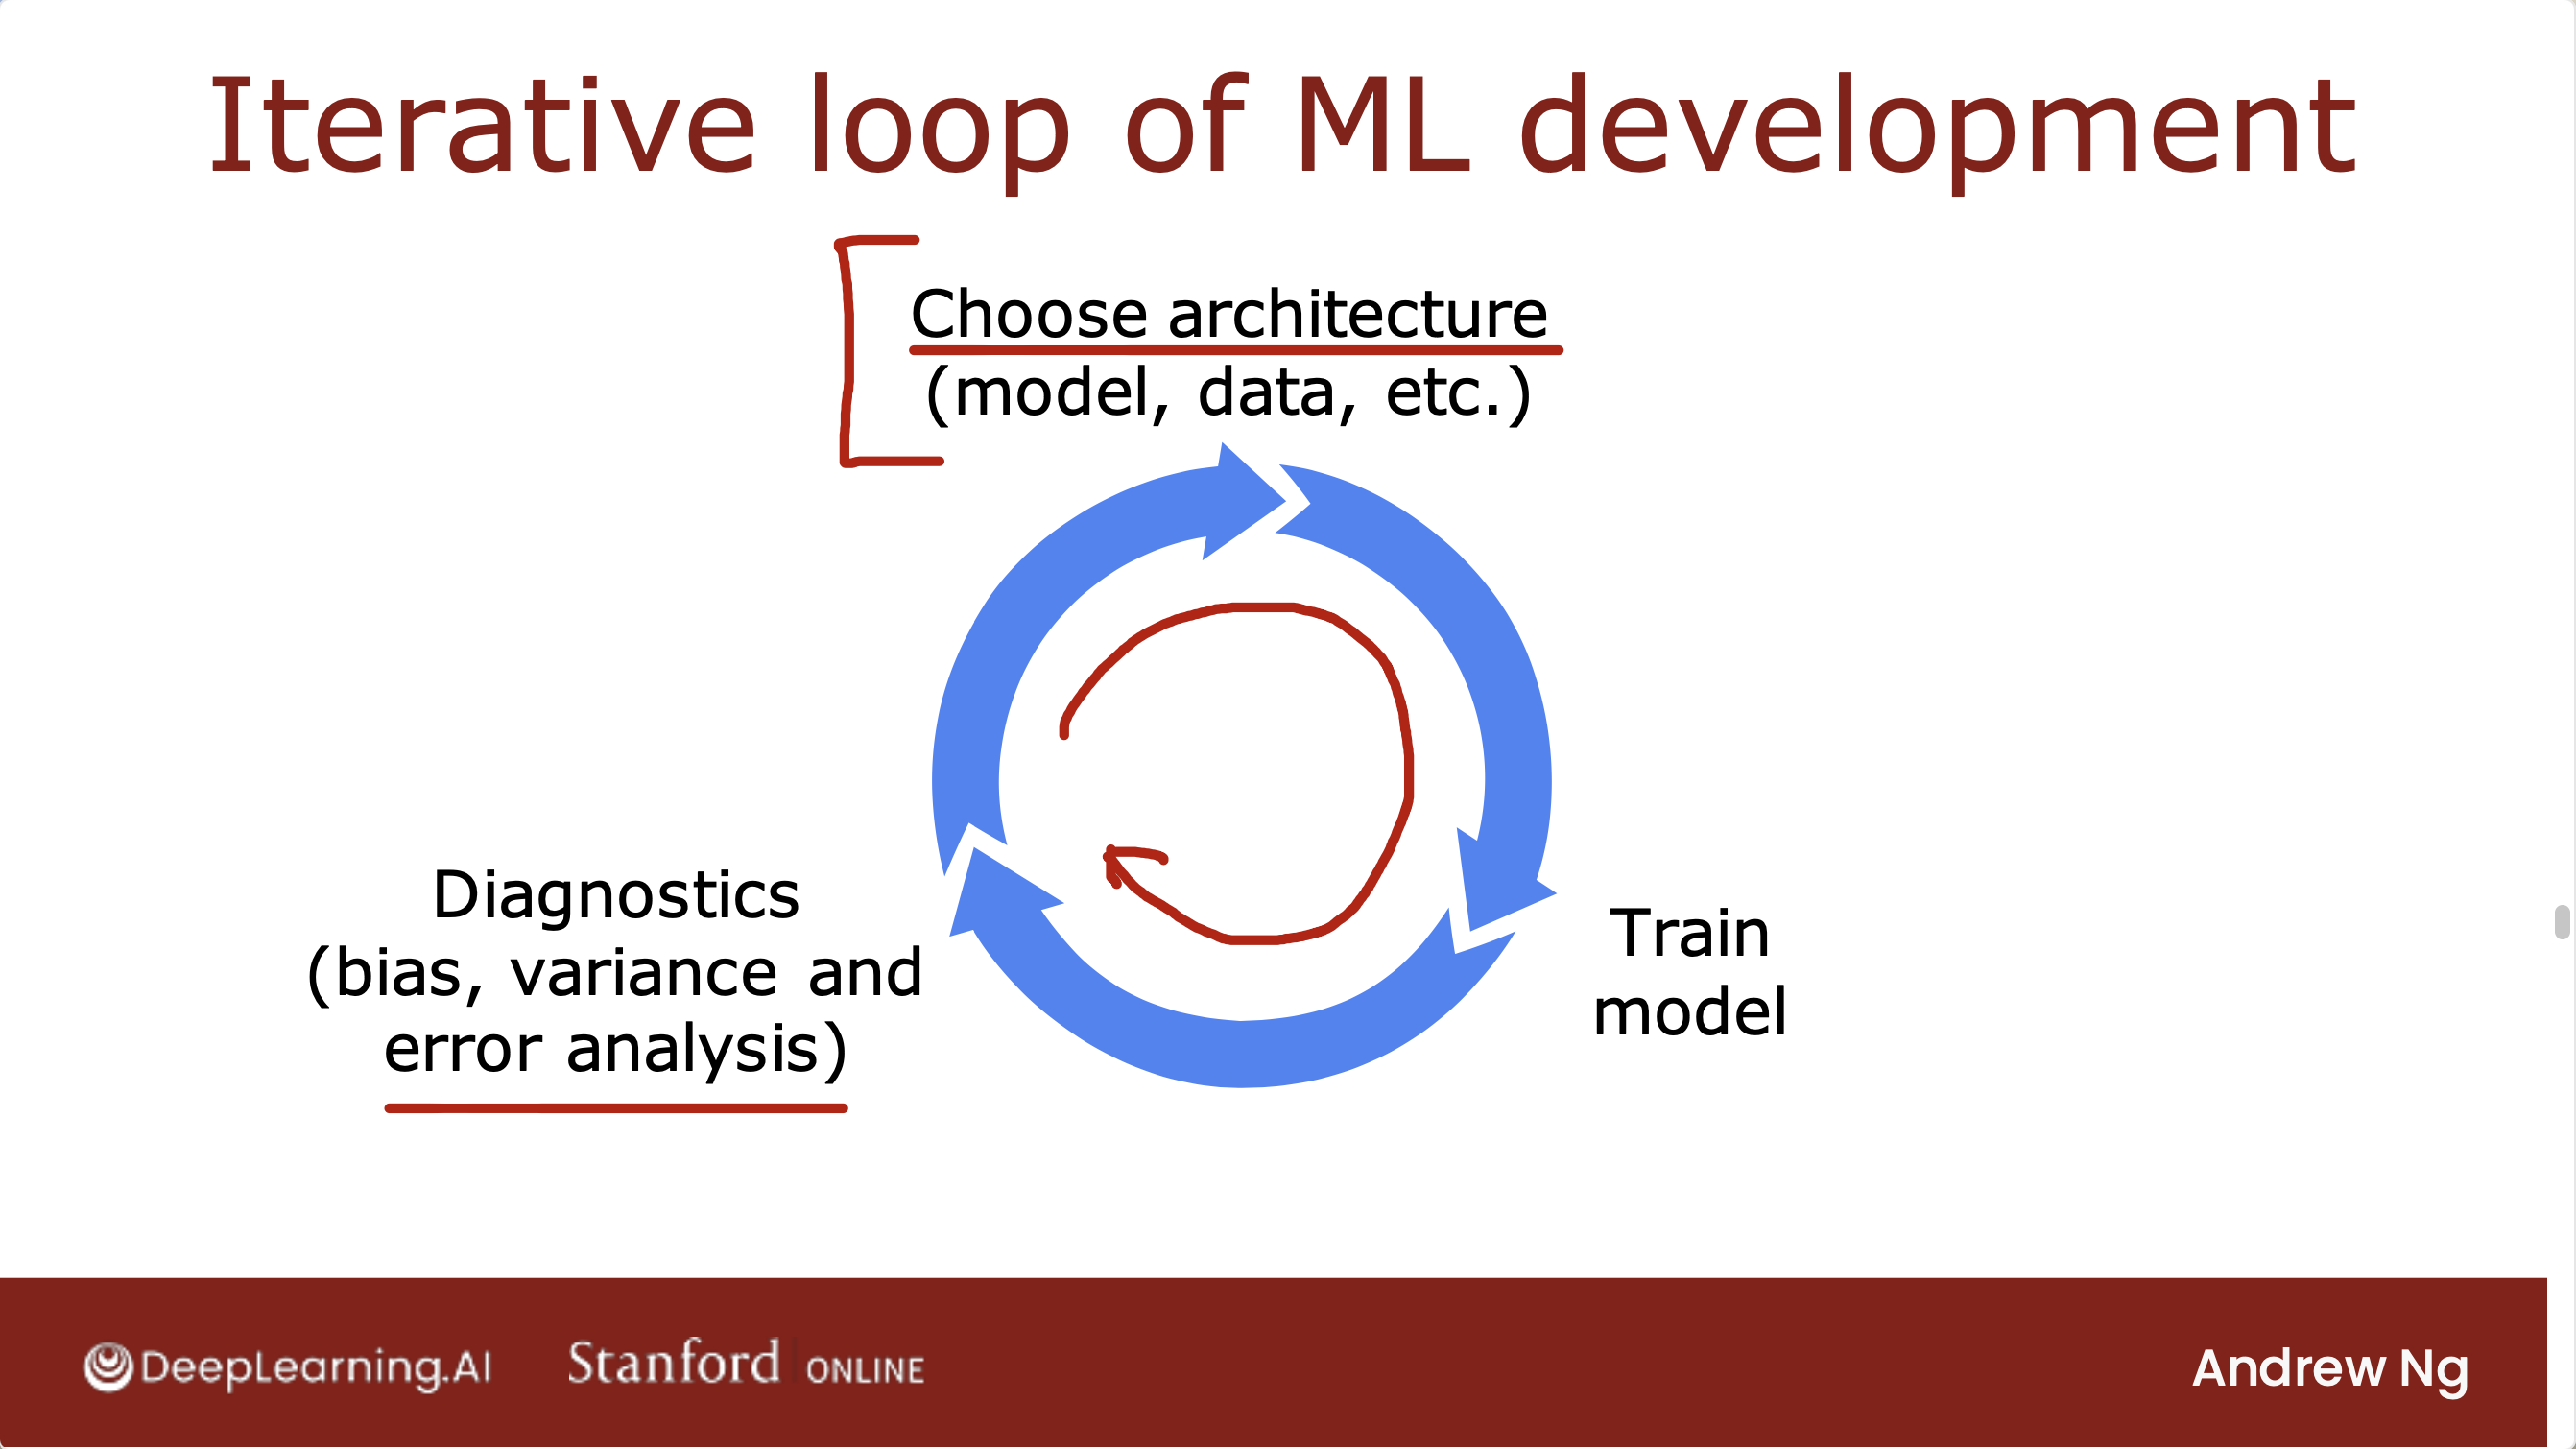 Iterative loop of ML development
Choose architecture
(model, data, etc.)
Diagnostics
(bias, variance and
error analysis)
Train
model
DeepLearning.AI
Stanford ONLINE
Andrew Ng